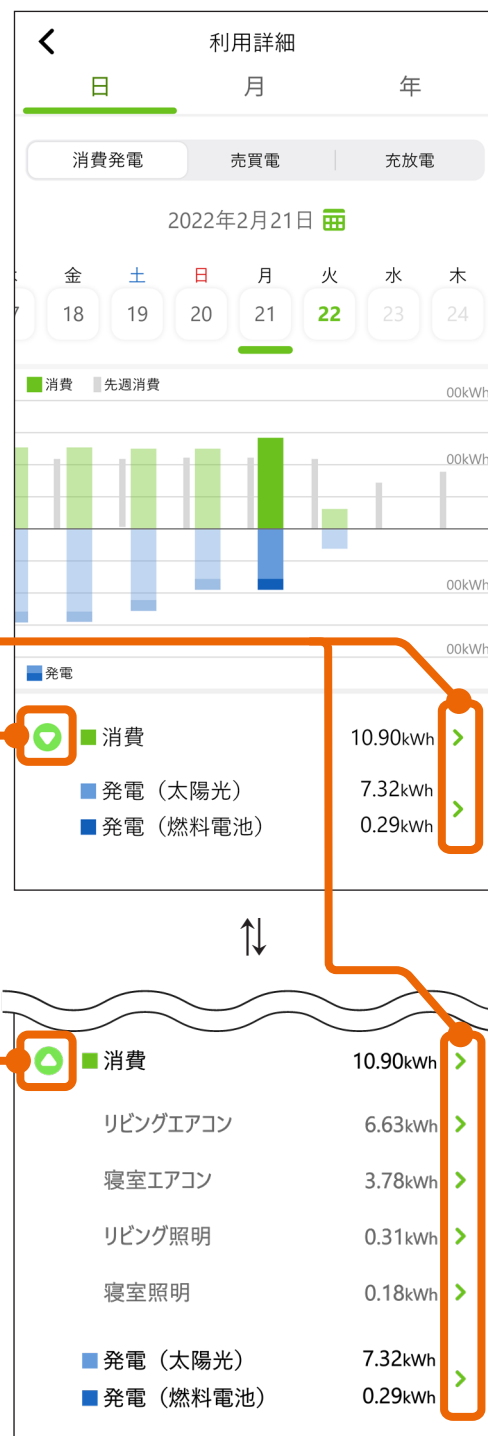 利用詳細
日 月 年
消費発電 売買電 充放電
2022年2月21日
金 土 日 月 火 水 木
18 19 20 21 22 23 24
消費 先週消費
00kWh
00kWh
00kWh
00kWh
発電
消費 10.90kWh
発電（太陽光） 7.32kWh
発電（燃料電池） 0.29kWh
消費 10.90kWh
リビングエアコン 6.63kWh
寝室エアコン 3.78kWh
リビング照明 0.31kWh
寝室照明 0.18kWh
発電（太陽光） 7.32kWh
発電（燃料電池） 0.29kWh